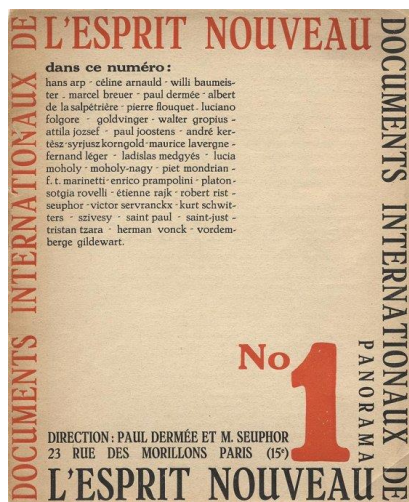 DOCUMENTS INTERNATIONAUX DE
L'ESPRIT NOUVEAU
dans ce numéro :
hans arp - céline arnauld - willi baumeis-
ter . marcel breuer - paul dermée - albert
de la salpêtrière - pierre flouquet . luciano
folgore - goldvinger - walter gropius -
attila jozsef - paul joostens - andré ker-
tész - syrjusz korngold - maurice lavergne -
fernand léger - ladislas medgyés - lucia
moholy - moholy-nagy - piet mondrian -
f. t. marinetti - enrico prampolini - platon-
sotgia rovelli - étienne rajk - robert rist -
seuphor - victor servranckx - kurt schwit-
ters - szivesy - saint paul - saint-just -
tristan tzara - herman vonck - vordem-
berge gildewart.
No 1
PANORAMA
DIRECTION : PAUL DERMÉE ET M. SEUPHOR
23 RUE DES MORILLONS PARIS (15e)
DOCUMENTS INTERNATIONAUX DE
L'ESPRIT NOUVEAU